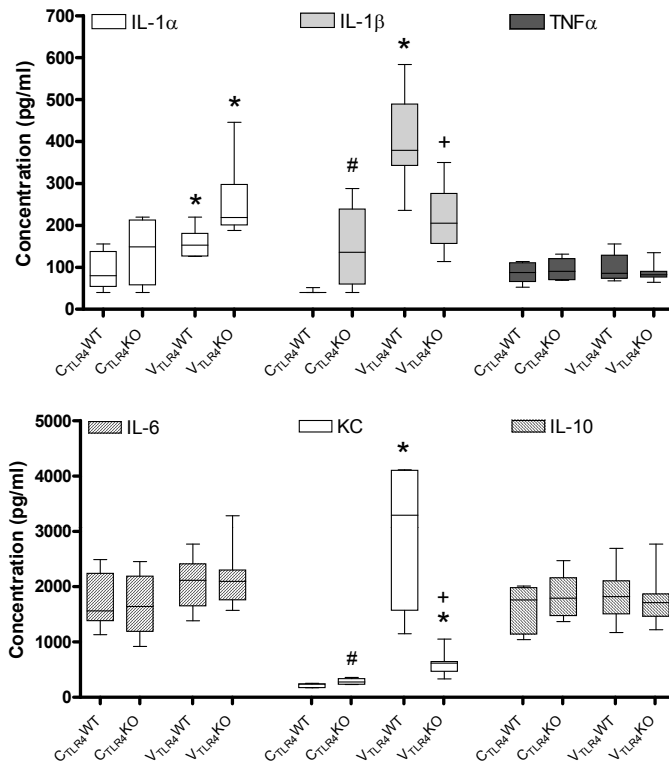 700
IL-1α
IL-1β
TNFα
600
500
400
300
200
100
0
Concentration (pg/ml)
*
*
#
*
+
CTLR4WT
CTLR4KO
VTLR4WT
VTLR4KO
CTLR4WT
CTLR4KO
VTLR4WT
VTLR4KO
CTLR4WT
CTLR4KO
VTLR4WT
VTLR4KO
5000
IL-6
KC
IL-10
4000
3000
2000
1000
0
Concentration (pg/ml)
#
*
+
*
CTLR4WT
CTLR4KO
VTLR4WT
VTLR4KO
CTLR4WT
CTLR4KO
VTLR4WT
VTLR4KO
CTLR4WT
CTLR4KO
VTLR4WT
VTLR4KO